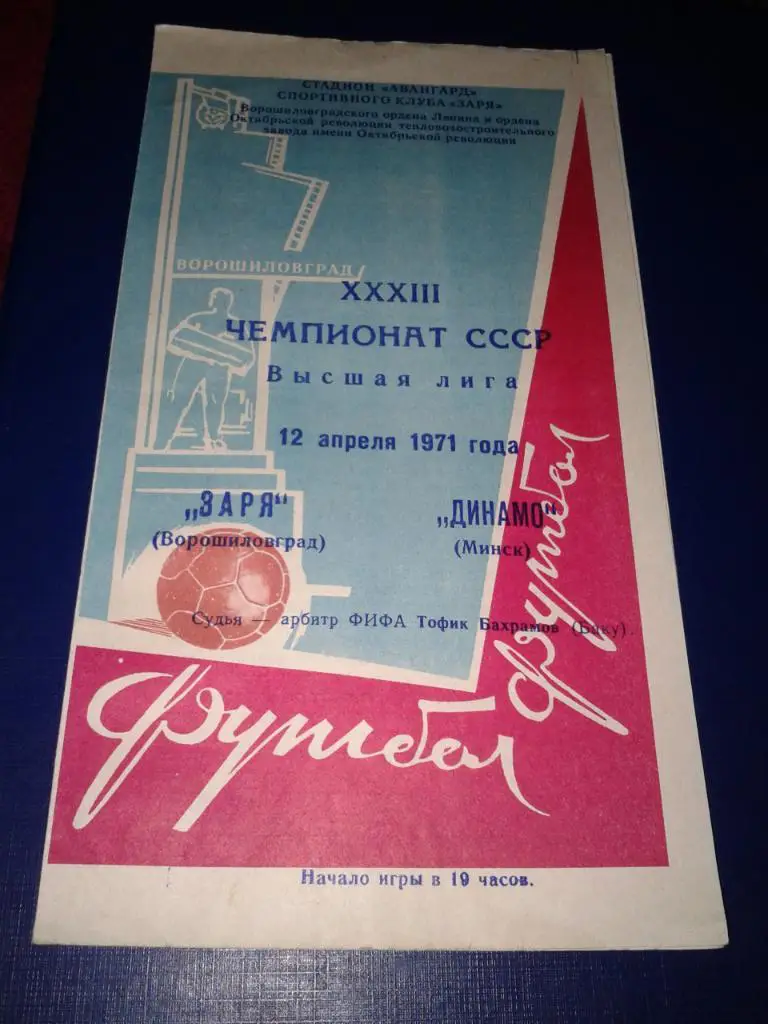 СТАДИОН «АВАНГАРД»
СПОРТИВНОГО КЛУБА «ЗАРЯ»
Ворошиловградского ордена Ленина и ордена
Октябрьской революции тепловозостроительного
завода имени Октябрьской революции
ВОРОШИЛОВГРАД
XXXIII
ЧЕМПИОНАТ СССР
Высшая лига
12 апреля 1971 года
„ЗАРЯ“ „ДИНАМО“
(Ворошиловград) (Минск)
Судья — арбитр ФИФА Тофик Бахрамов (Баку).
Футбол
Футбол
Начало игры в 19 часов.